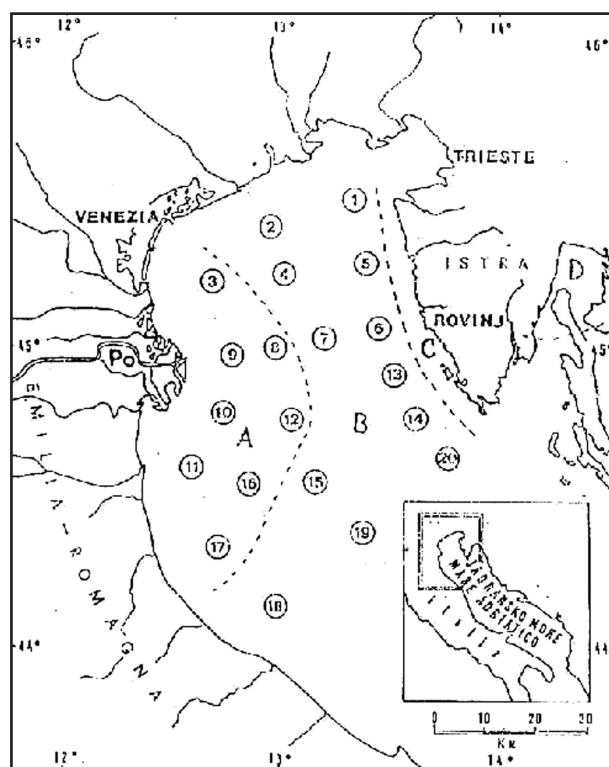 12° 13° 14°
46° 46°
TRIESTE
1
VENEZIA
2
3 4 5 ISTRA D
6 ROVINJ
7
45° 8 C 45°
Po 9
13
10 12 B 14
A
11 20
16 15
EMILIA-ROMAGNA
17 19
18
JADRANSKO MORE
MARE ADRIATICO
44° 44°
0 10 20 30
12° 13° 14°